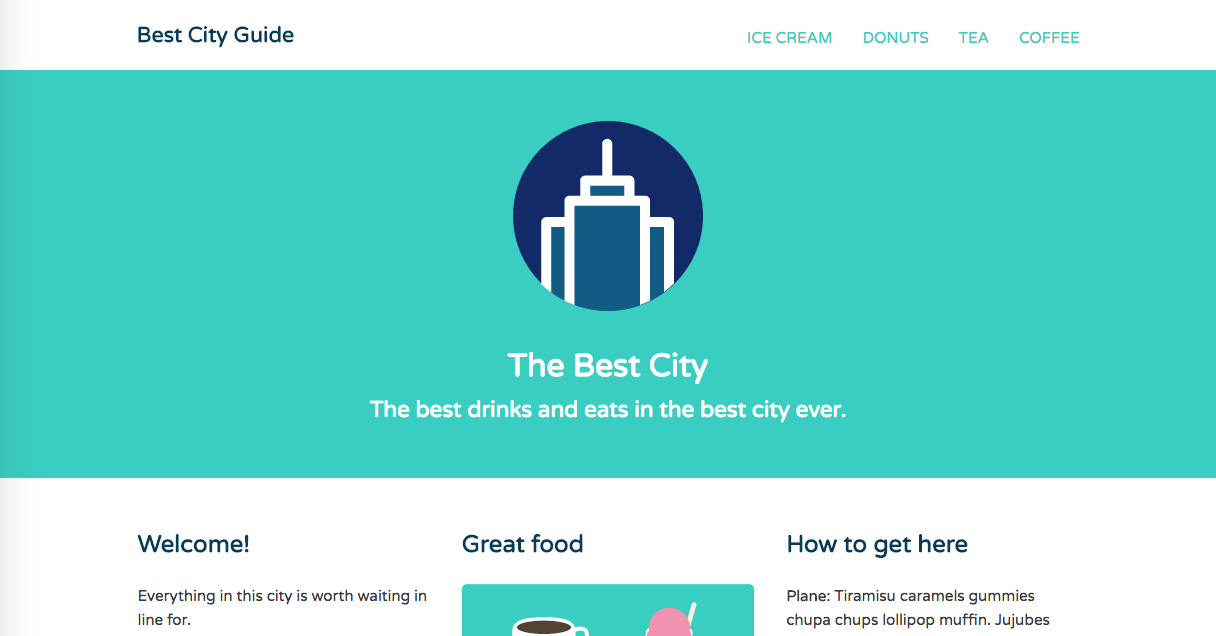 Best City Guide
ICE CREAM DONUTS TEA COFFEE
The Best City
The best drinks and eats in the best city ever.
Welcome!
Everything in this city is worth waiting in
line for.
Great food
How to get here
Plane: Tiramisu caramels gummies
chupa chups lollipop muffin. Jujubes